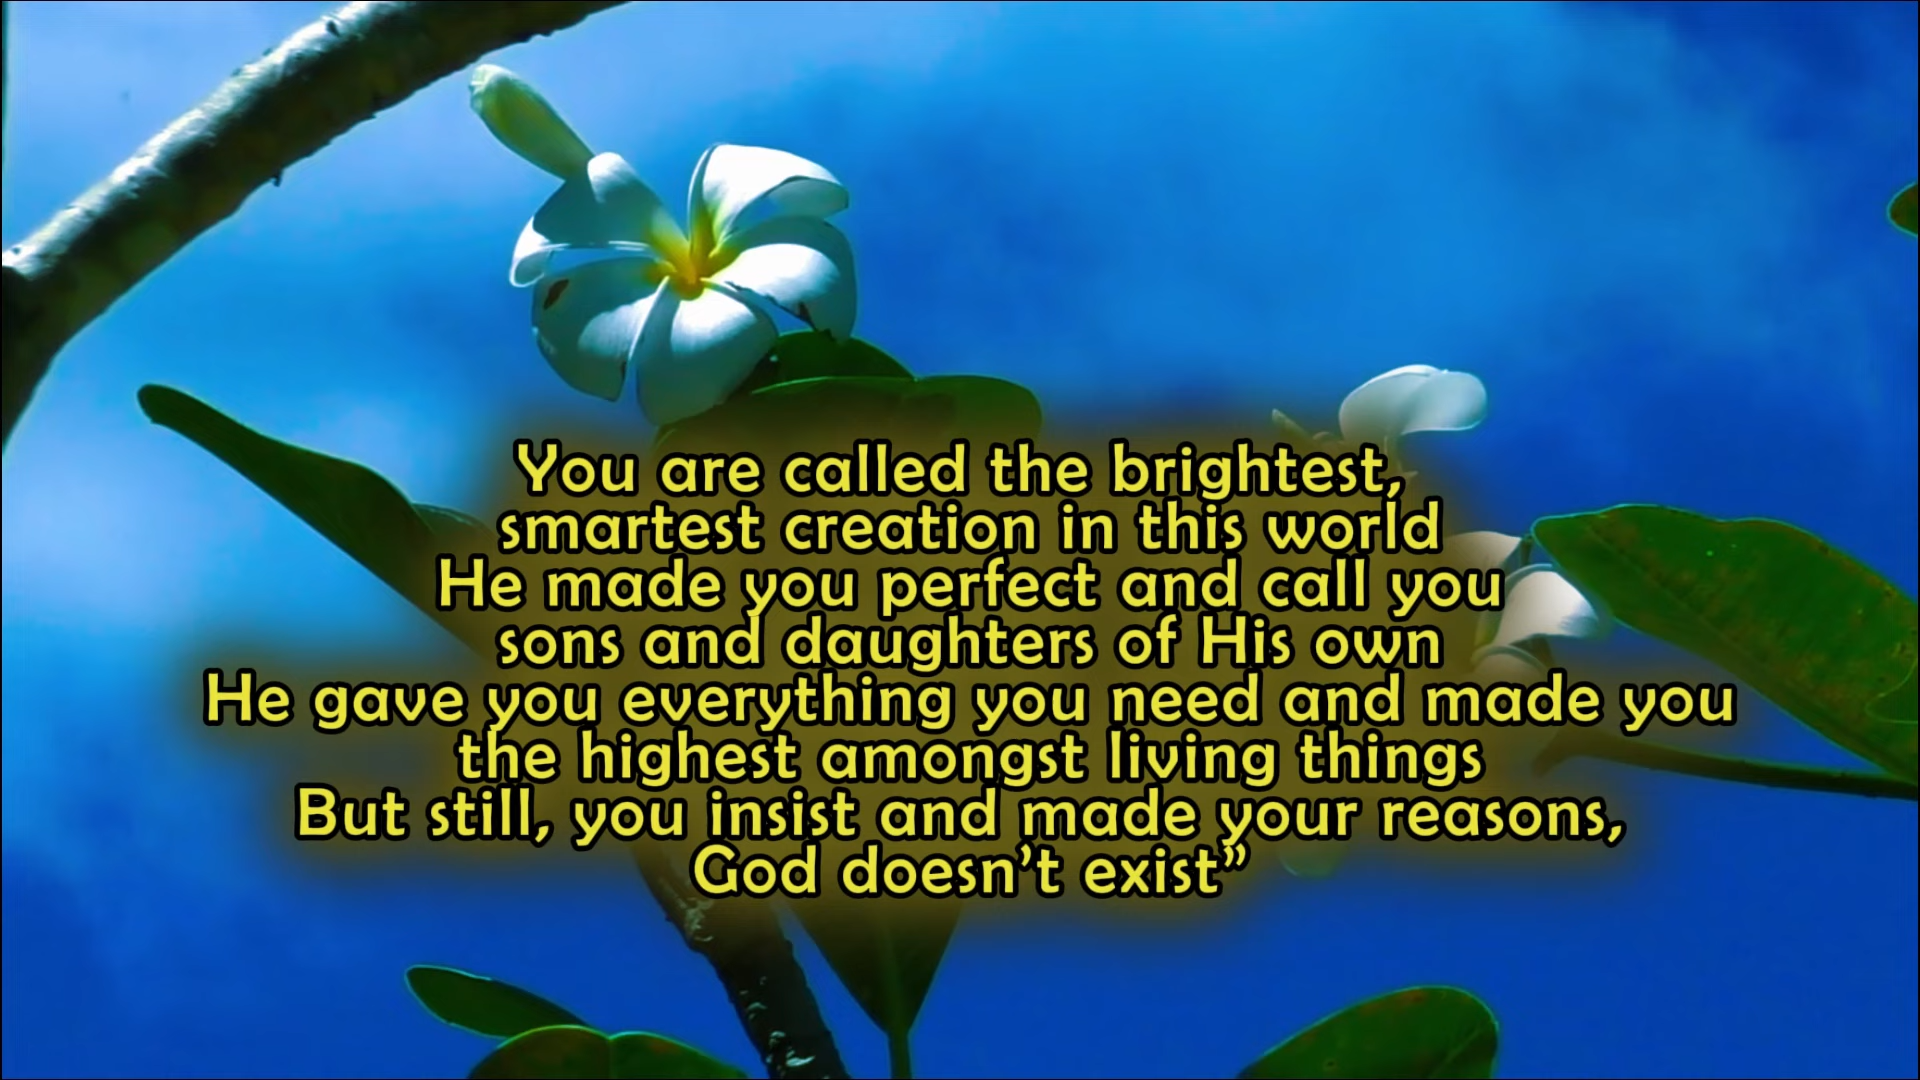 You are called the brightest,
smartest creation in this world
He made you perfect and call you
sons and daughters of His own
He gave you everything you need and made you
the highest amongst living things
But still, you insist and made your reasons,
God doesn’t exist”